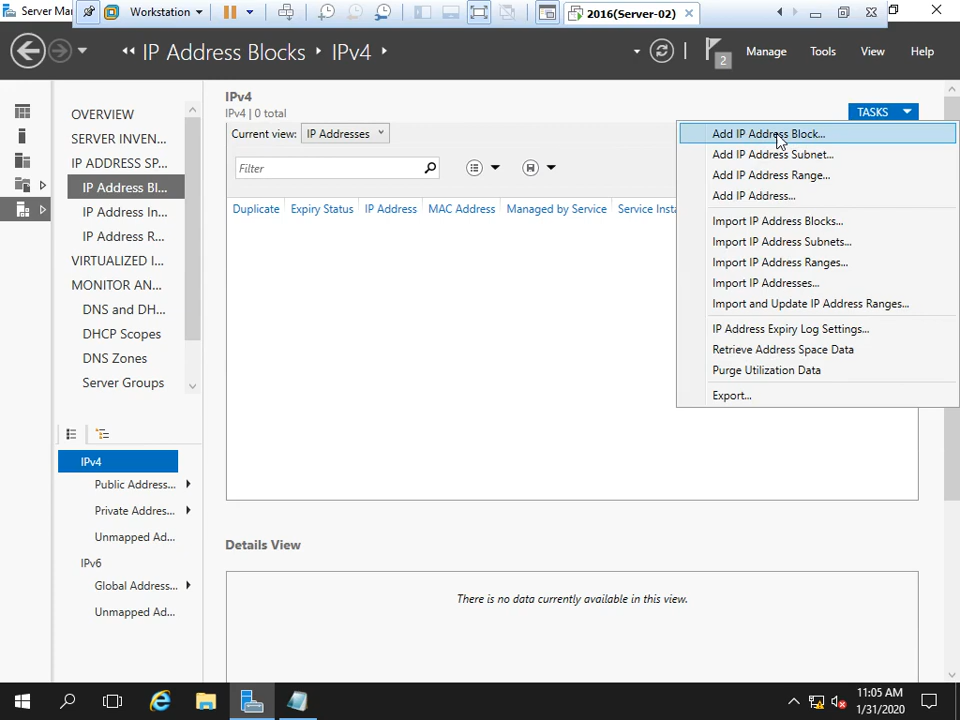 Server Ma
Workstation
2016(Server-02)
IP Address Blocks
IPv4
2
Manage
Tools
View
Help
OVERVIEW
SERVER INVEN...
IP ADDRESS SP...
IP Address Bl...
IP Address In...
IP Address R...
VIRTUALIZED I...
MONITOR AN...
DNS and DH...
DHCP Scopes
DNS Zones
Server Groups
IPv4
Public Address...
Private Addres...
Unmapped Ad...
IPv6
Global Address...
Unmapped Ad...
IPv4
IPv4 | 0 total
TASKS
Current view:
IP Addresses
Filter
Duplicate
Expiry Status
IP Address
MAC Address
Managed by Service
Service Insta
Add IP Address Block...
Add IP Address Subnet...
Add IP Address Range...
Add IP Address...
Import IP Address Blocks...
Import IP Address Subnets...
Import IP Address Ranges...
Import IP Addresses...
Import and Update IP Address Ranges...
IP Address Expiry Log Settings...
Retrieve Address Space Data
Purge Utilization Data
Export...
Details View
There is no data currently available in this view.
11:05 AM
1/31/2020